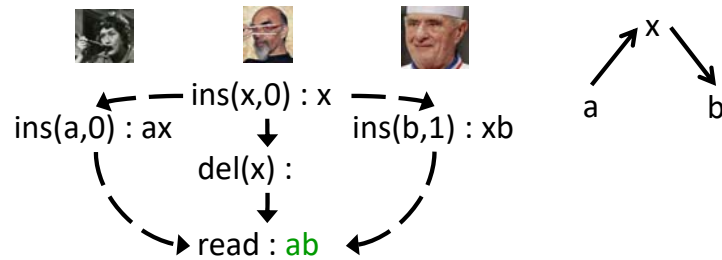 ins(x,0) : x
ins(a,0) : ax
ins(b,1) : xb
del(x) :
read : ab
x
a
b